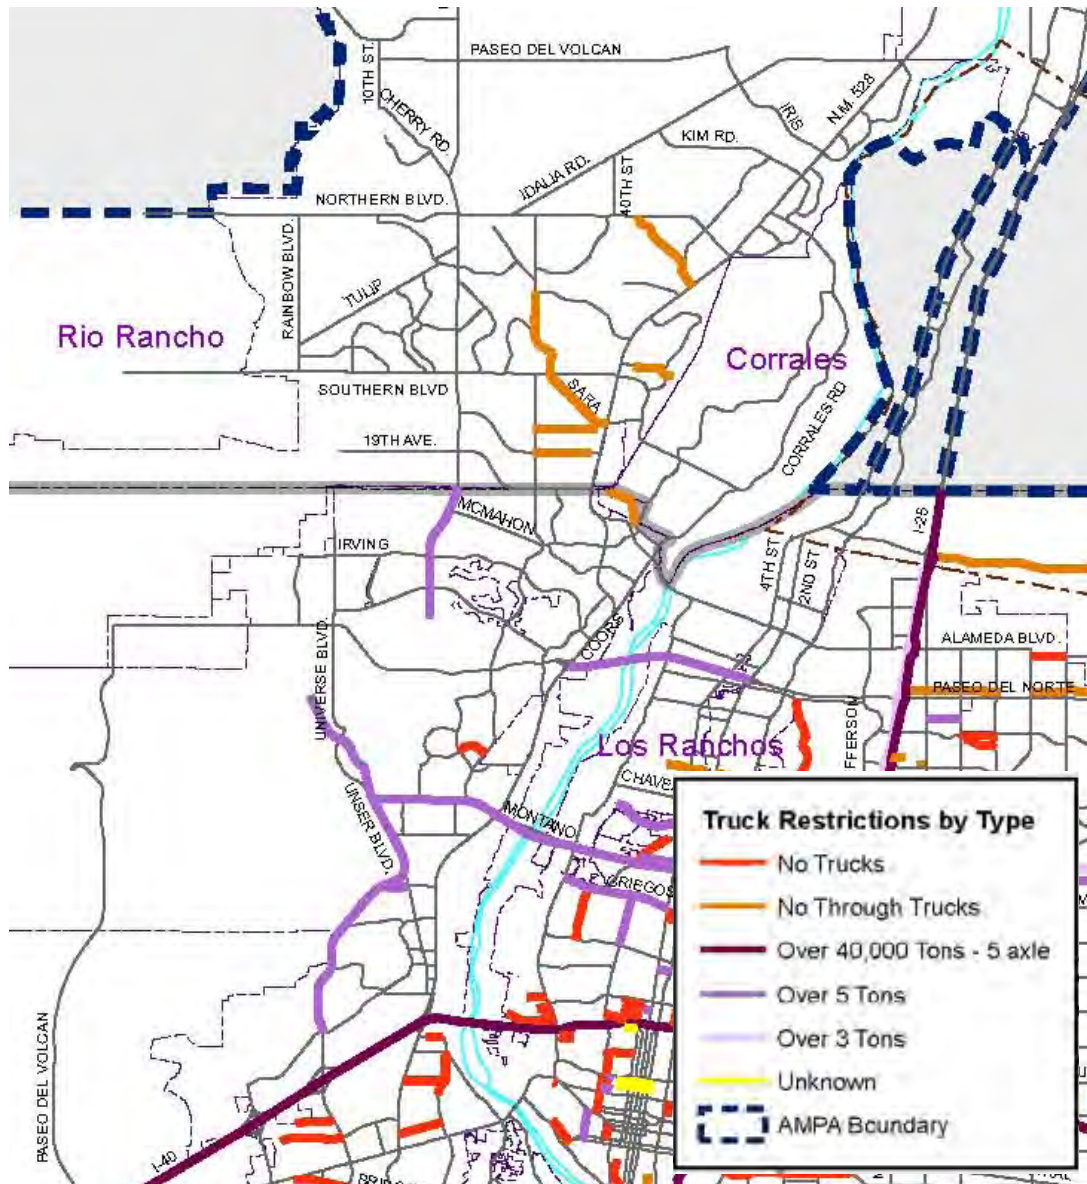 PASEO DEL VOLCAN
10TH ST.
CHERRY RD.
IRIS
N.M. 528
KIM RD.
IDALIA RD.
40TH ST
NORTHERN BLVD.
RAINBOW BLVD.
TULIP
Rio Rancho
Corrales
SOUTHERN BLVD
SARA
CORRALES RD
19TH AVE.
MCMAHON
IRVING
I-25
4TH ST
2ND ST
COORS
ALAMEDA BLVD.
UNIVERSE BLVD.
PASEO DEL NORTE
JEFFERSON
Los Ranchos
CHAVE
UNSER BLVD.
MONTANO
GRIEGOS
PASEO DEL VOLCAN
I-40
Truck Restrictions by Type
No Trucks
No Through Trucks
Over 40,000 Tons - 5 axle
Over 5 Tons
Over 3 Tons
Unknown
AMPA Boundary